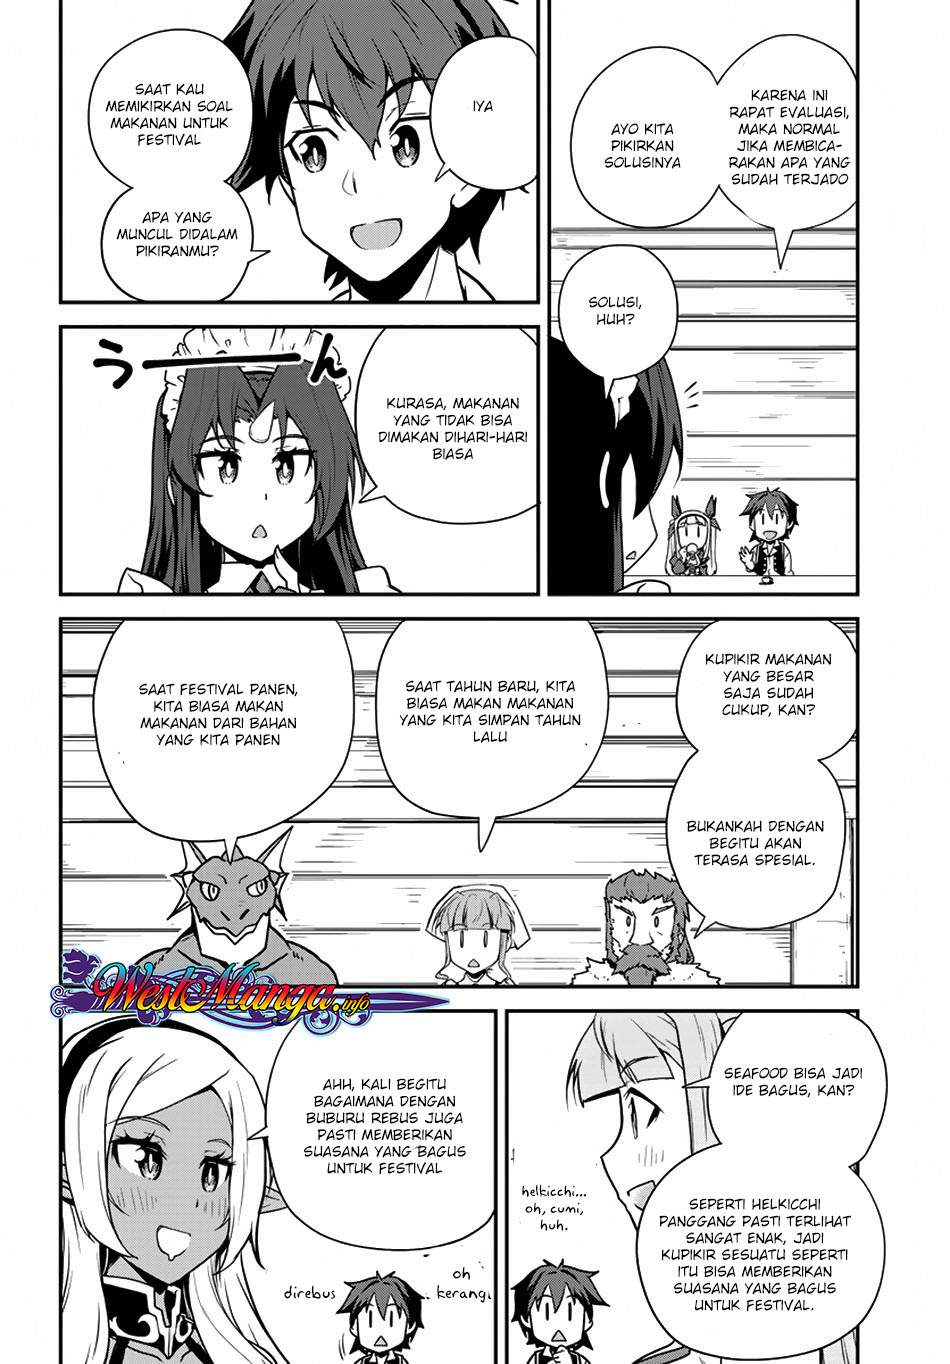 KARENA INI
RAPAT EVALUASI,
MAKA NORMAL
JIKA MEMBICA-
RAKAN APA YANG
SUDAH TERJADO
AYO KITA
PIKIRKAN
SOLUSINYA
SOLUSI,
HUH?
IYA
SAAT KAU
MEMIKIRKAN SOAL
MAKANAN UNTUK
FESTIVAL
APA YANG
MUNCUL DIDALAM
PIKIRANMU?
うーん
KURASA, MAKANAN
YANG TIDAK BISA
DIMAKAN DIHARI-HARI
BIASA
KUPIKIR MAKANAN
YANG BESAR
SAJA SUDAH
CUKUP, KAN?
BUKANKAH DENGAN
BEGITU AKAN
TERASA SPESIAL.
SAAT TAHUN BARU, KITA
BIASA MAKAN MAKANAN
YANG KITA SIMPAN TAHUN
LALU
SAAT FESTIVAL PANEN,
KITA BIASA MAKAN
MAKANAN DARI BAHAN
YANG KITA PANEN
WestManga.info
SEAFOOD BISA JADI
IDE BAGUS, KAN?
SEPERTI HELKICCHI
PANGGANG PASTI TERLIHAT
SANGAT ENAK, JADI
KUPIKIR SESUATU SEPERTI
ITU BISA MEMBERIKAN
SUASANA YANG BAGUS
UNTUK FESTIVAL.
helkicchi...
oh, cumi,
huh.
AHH, KALI BEGITU
BAGAIMANA DENGAN
BUBURU REBUS JUGA
PASTI MEMBERIKAN
SUASANA YANG BAGUS
UNTUK FESTIVAL
oh
kerang..
direbus